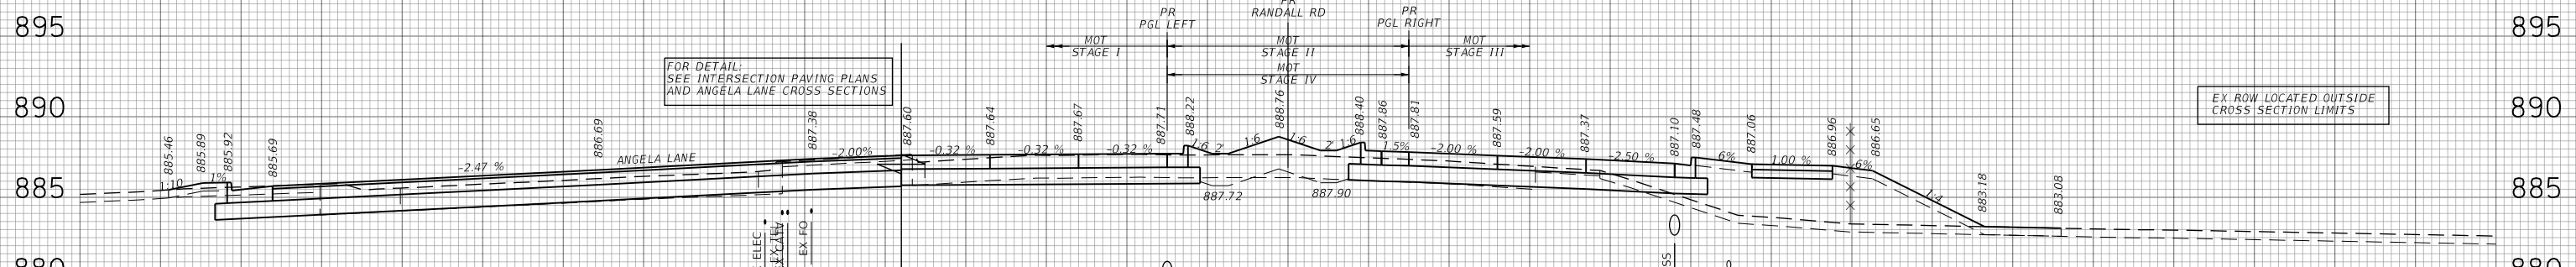 895
890
885
880
FOR DETAIL:
SEE INTERSECTION PAVING PLANS
AND ANGELA LANE CROSS SECTIONS
PR
PGL LEFT
PR
RANDALL RD
PR
PGL RIGHT
MOT
STAGE I
MOT
STAGE II
MOT
STAGE III
MOT
STAGE IV
EX ROW LOCATED OUTSIDE
CROSS SECTION LIMITS
885.46
885.89
885.92
885.69
886.69
887.38
887.60
887.64
887.67
887.71
888.22
888.76
888.40
887.86
887.81
887.59
887.37
887.10
887.48
887.06
886.96
886.65
883.18
883.08
1:10
1%
-2.47 %
ANGELA LANE
-2.00%
-0.32 %
-0.32 %
-0.32 %
1:6
2'
1:6
1:6
2'
1:6
1.5%
-2.00 %
-2.00 %
-2.50 %
6%
1.00 %
-6%
1:4
887.72
887.90
ELEC
EX TEL
EX CATV
EX FO
SS
0
895
890
885
880